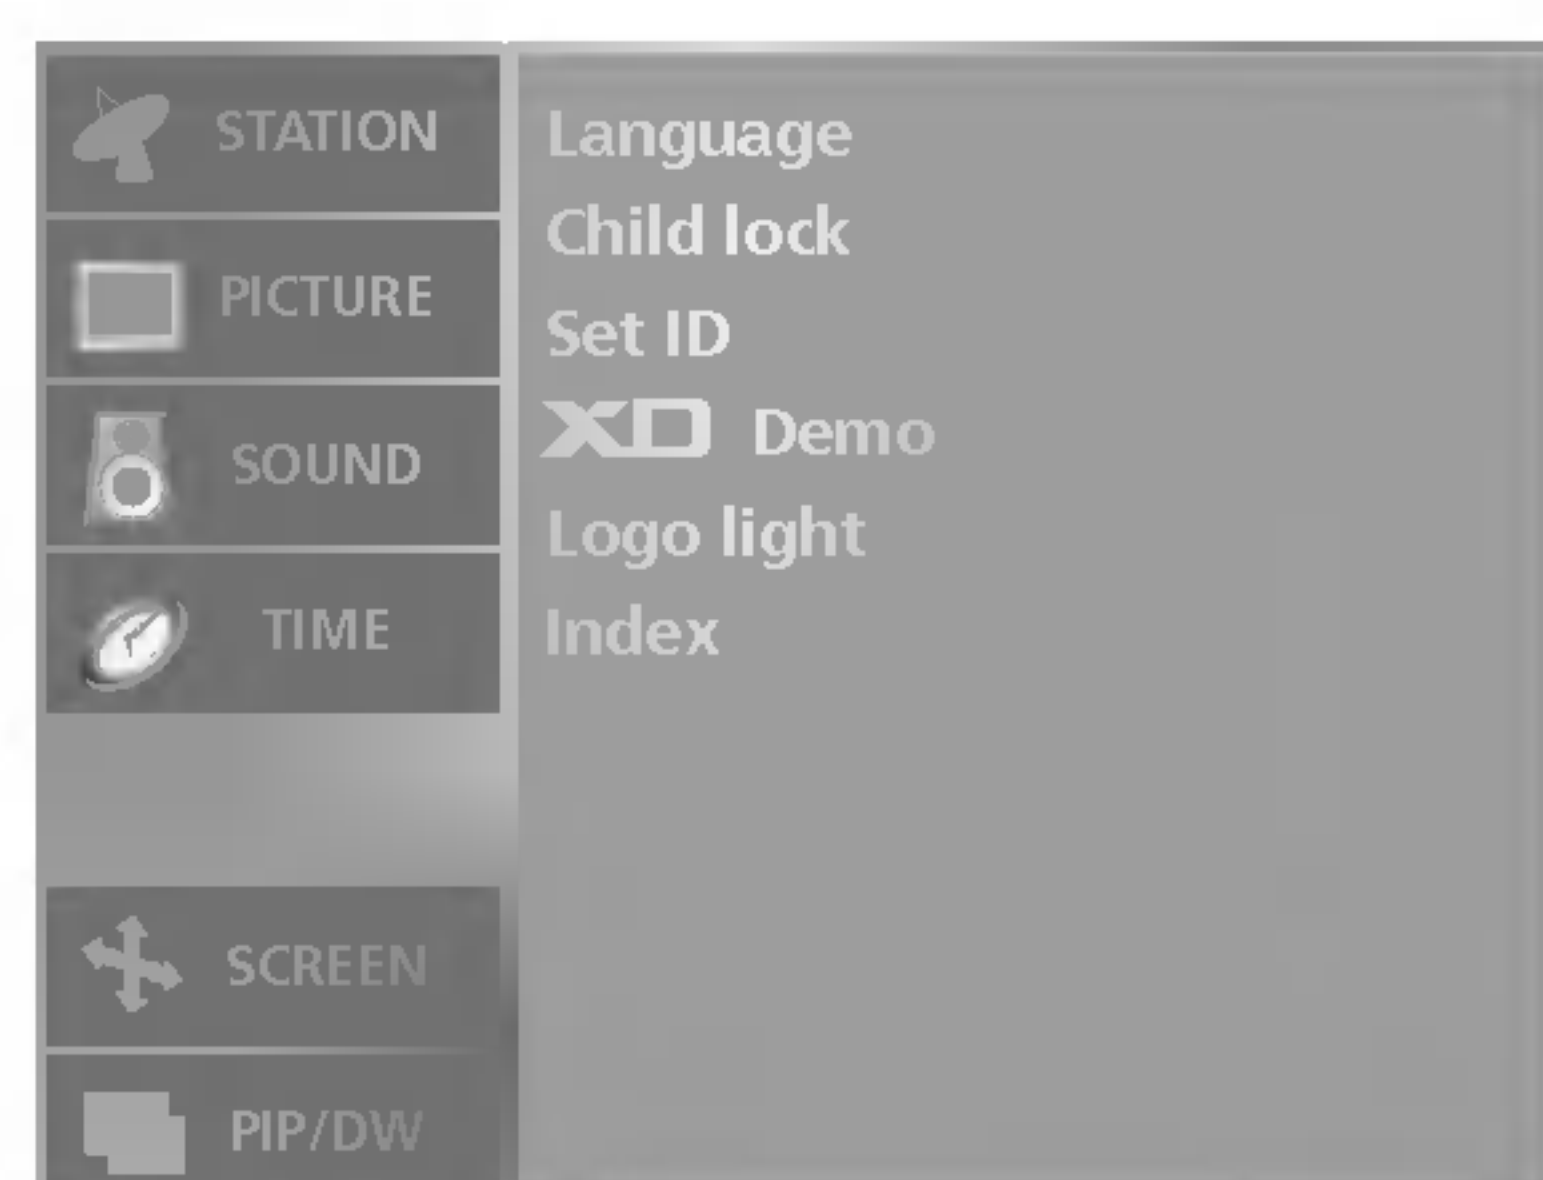 STATION
PICTURE
SOUND
TIME
SCREEN
PIP/DW
Language
Child lock
Set ID
XD Demo
Logo light
Index